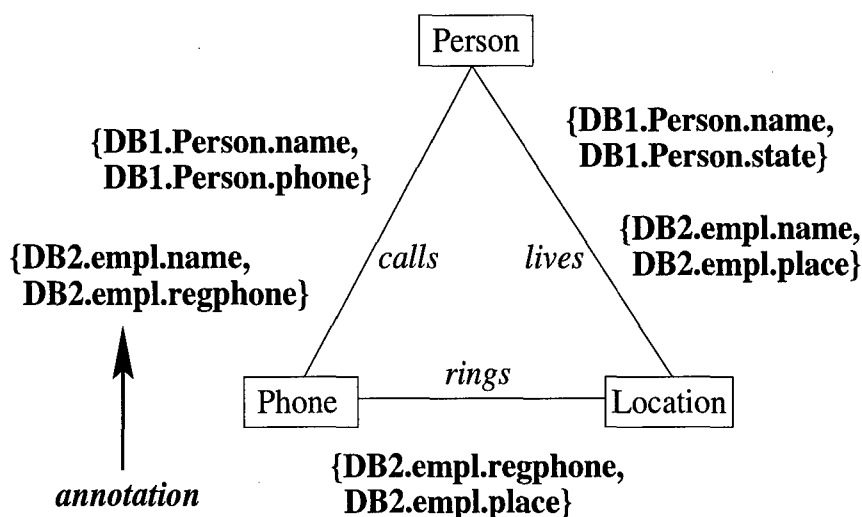 Person
{DB1.Person.name,
DB1.Person.phone}
{DB1.Person.name,
DB1.Person.state}
{DB2.empl.name,
DB2.empl.regphone}
calls
lives
{DB2.empl.name,
DB2.empl.place}
Phone
rings
Location
{DB2.empl.regphone,
DB2.empl.place}
annotation